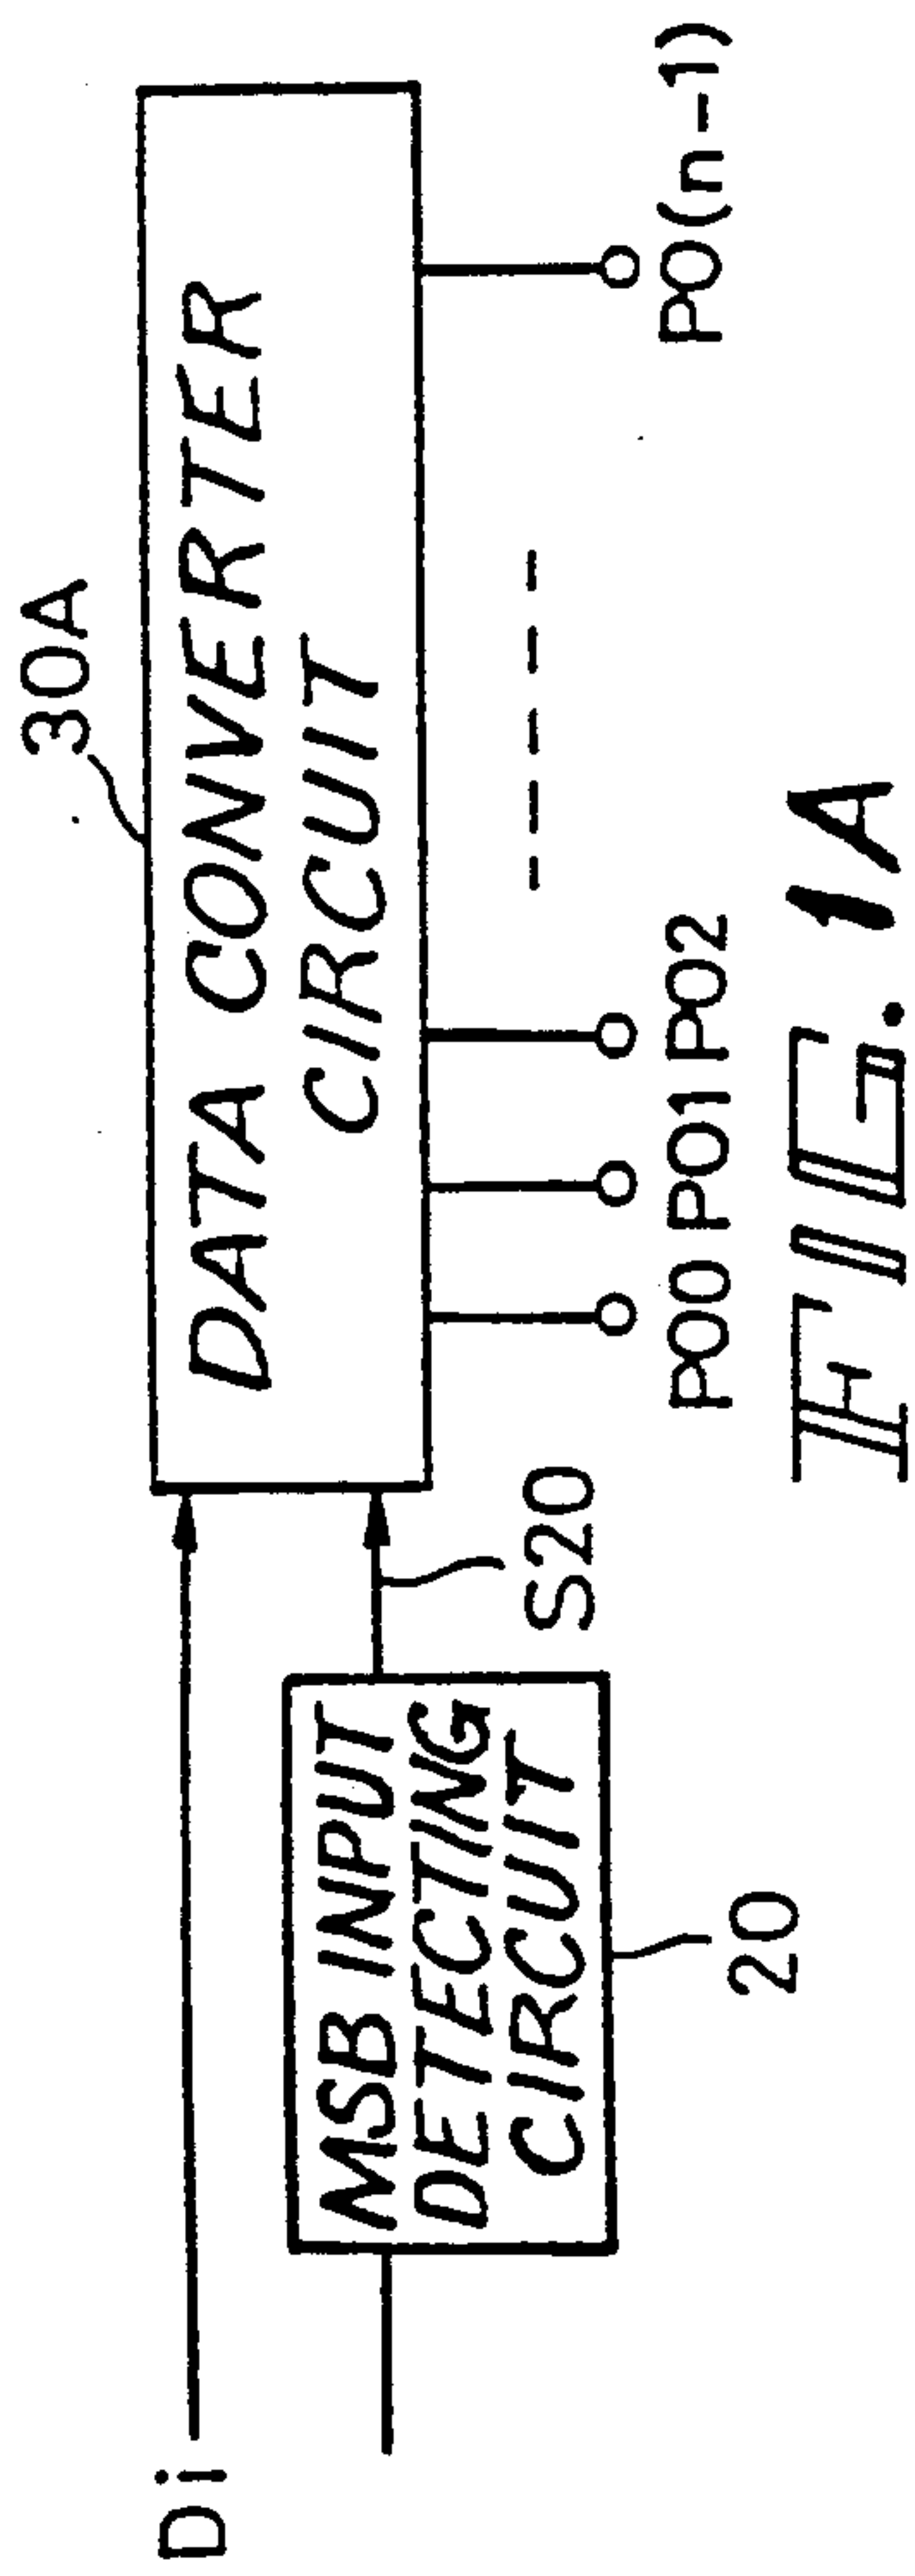 30A
Di
DATA CONVERTER
CIRCUIT
MSB INPUT
DETECTING
CIRCUIT
S20
20
PO0 PO1 PO2
PO(n-1)
FIG. 1A